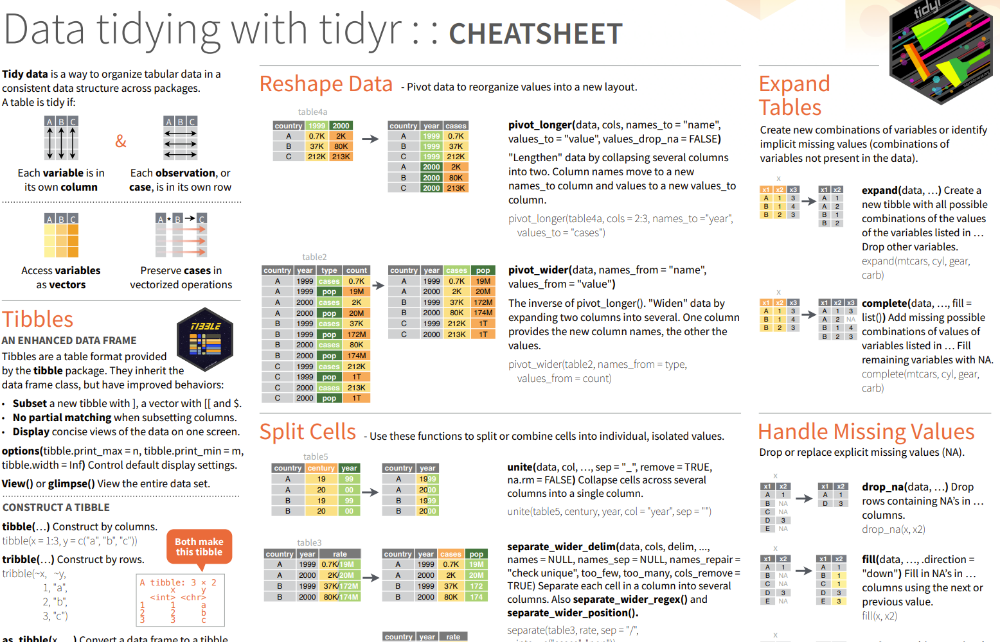 Data tidying with tidyr : : CHEATSHEET
tidyr
tidyr.tidyverse.org
Tidy data is a way to organize tabular data in a
consistent data structure across packages.
A table is tidy if:
A B C
A B C
&
Each variable is in
its own column
Each observation, or
case, is in its own row
A B C
A * B → C
Access variables
as vectors
Preserve cases in
vectorized operations
Tibbles
TIBBLE
AN ENHANCED DATA FRAME
Tibbles are a table format provided
by the tibble package. They inherit the
data frame class, but have improved behaviors:
• Subset a new tibble with ], a vector with [[ and $.
• No partial matching when subsetting columns.
• Display concise views of the data on one screen.
options(tibble.print_max = n, tibble.print_min = m,
tibble.width = Inf) Control default display settings.
View() or glimpse() View the entire data set.
CONSTRUCT A TIBBLE
tibble(…) Construct by columns.
tibble(x = 1:3, y = c("a", "b", "c"))
Both make
this tibble
tribble(…) Construct by rows.
tribble(~x, ~y,
1, "a",
2, "b",
3, "c")
A tibble: 3 × 2
x y
<int> <chr>
1 1 a
2 2 b
3 3 c
as_tibble(x, …) Convert a data frame to a tibble.
Reshape Data - Pivot data to reorganize values into a new layout.
table4a
country 1999 2000
A 0.7K 2K
B 37K 80K
C 212K 213K
country year cases
A 1999 0.7K
B 1999 37K
C 1999 212K
A 2000 2K
B 2000 80K
C 2000 213K
pivot_longer(data, cols, names_to = "name",
values_to = "value", values_drop_na = FALSE)
"Lengthen" data by collapsing several columns
into two. Column names move to a new
names_to column and values to a new values_to
column.
pivot_longer(table4a, cols = 2:3, names_to ="year",
values_to = "cases")
table2
country year type count
A 1999 cases 0.7K
A 1999 pop 19M
A 2000 cases 2K
A 2000 pop 20M
B 1999 cases 37K
B 1999 pop 172M
B 2000 cases 80K
B 2000 pop 174M
C 1999 cases 212K
C 1999 pop 1T
C 2000 cases 213K
C 2000 pop 1T
country year cases pop
A 1999 0.7K 19M
A 2000 2K 20M
B 1999 37K 172M
B 2000 80K 174M
C 1999 212K 1T
C 2000 213K 1T
pivot_wider(data, names_from = "name",
values_from = "value")
The inverse of pivot_longer(). "Widen" data by
expanding two columns into several. One column
provides the new column names, the other the
values.
pivot_wider(table2, names_from = type,
values_from = count)
Split Cells - Use these functions to split or combine cells into individual, isolated values.
table5
country century year
A 19 99
A 20 00
B 19 99
B 20 00
country year
A 1999
A 2000
B 1999
B 2000
unite(data, col, …, sep = "_", remove = TRUE,
na.rm = FALSE) Collapse cells across several
columns into a single column.
unite(table5, century, year, col = "year", sep = "")
table3
country year rate
A 1999 0.7K/19M
A 2000 2K/20M
B 1999 37K/172M
B 2000 80K/174M
country year cases pop
A 1999 0.7K 19M
A 2000 2K 20M
B 1999 37K 172
B 2000 80K 174
separate_wider_delim(data, cols, delim, ...,
names = NULL, names_sep = NULL, names_repair =
"check unique", too_few, too_many, cols_remove =
TRUE) Separate each cell in a column into several
columns. Also separate_wider_regex() and
separate_wider_position().
separate(table3, rate, sep = "/",
country year rate
Expand
Tables
Create new combinations of variables or identify
implicit missing values (combinations of
variables not present in the data).
x
x1 x2 x3
A 1 3
B 1 4
B 2 3
x1 x2
A 1
A 2
B 1
B 2
expand(data, …) Create a
new tibble with all possible
combinations of the values
of the variables listed in …
Drop other variables.
expand(mtcars, cyl, gear,
carb)
x
x1 x2 x3
A 1 3
B 1 4
B 2 3
x1 x2 x3
A 1 3
A 2 NA
B 1 4
B 2 3
complete(data, …, fill =
list()) Add missing possible
combinations of values of
variables listed in … Fill
remaining variables with NA.
complete(mtcars, cyl, gear,
carb)
Handle Missing Values
Drop or replace explicit missing values (NA).
x
x1 x2
A 1
B NA
C NA
D 3
E NA
x1 x2
A 1
D 3
drop_na(data, …) Drop
rows containing NA's in …
columns.
drop_na(x, x2)
x
x1 x2
A 1
B NA
C NA
D 3
E NA
x1 x2
A 1
B 1
C 1
D 3
E 3
fill(data, …, .direction =
"down") Fill in NA's in …
columns using the next or
previous value.
fill(x, x2)
x